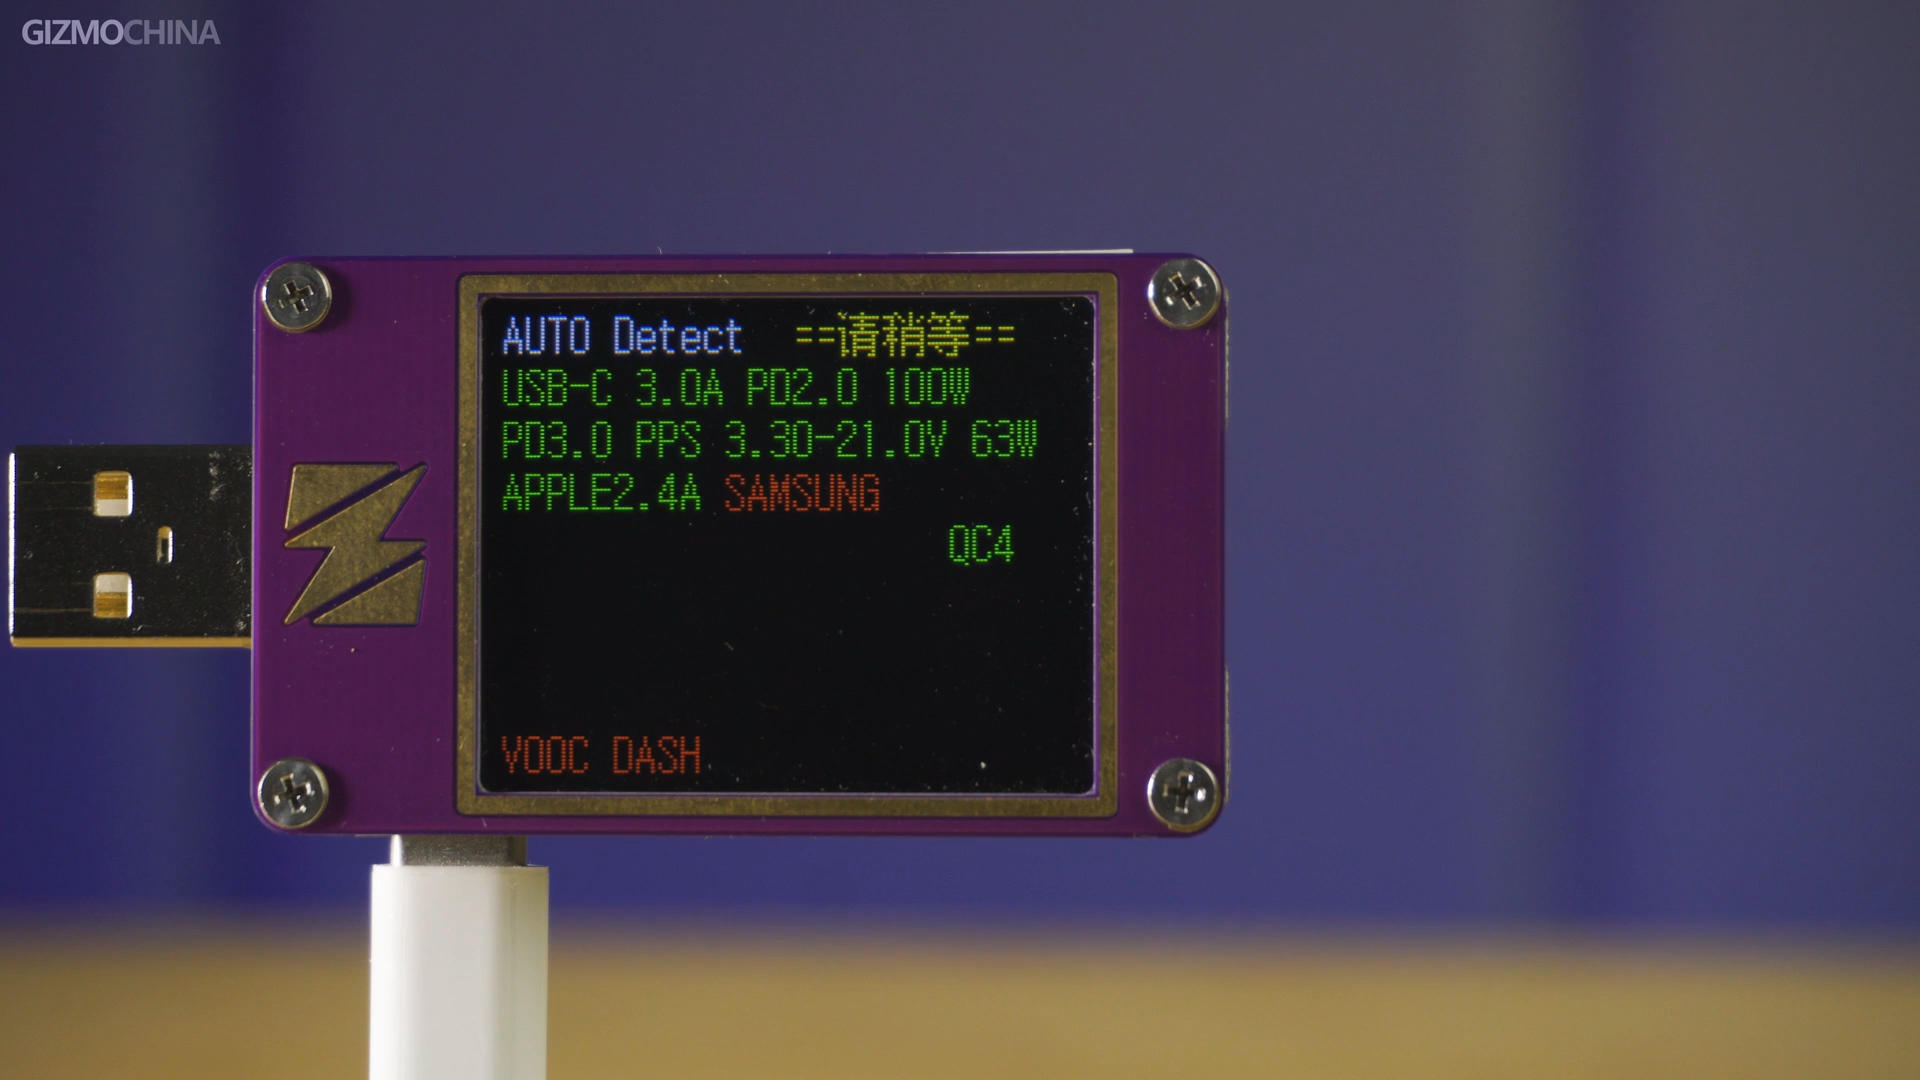 GIZMOCHINA
AUTO Detect ==请稍等==
USB-C 3.0A PD2.0 100W
PD3.0 PPS 3.30-21.0V 63W
APPLE2.4A SAMSUNG
QC4
VOOC DASH